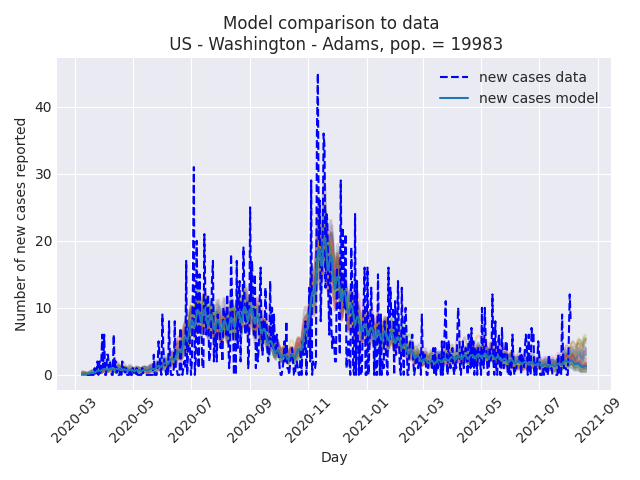 Model comparison to data
US - Washington - Adams, pop. = 19983
new cases data
new cases model
Number of new cases reported
40
30
20
10
0
2020-03
2020-05
2020-07
2020-09
2020-11
2021-01
2021-03
2021-05
2021-07
2021-09
Day